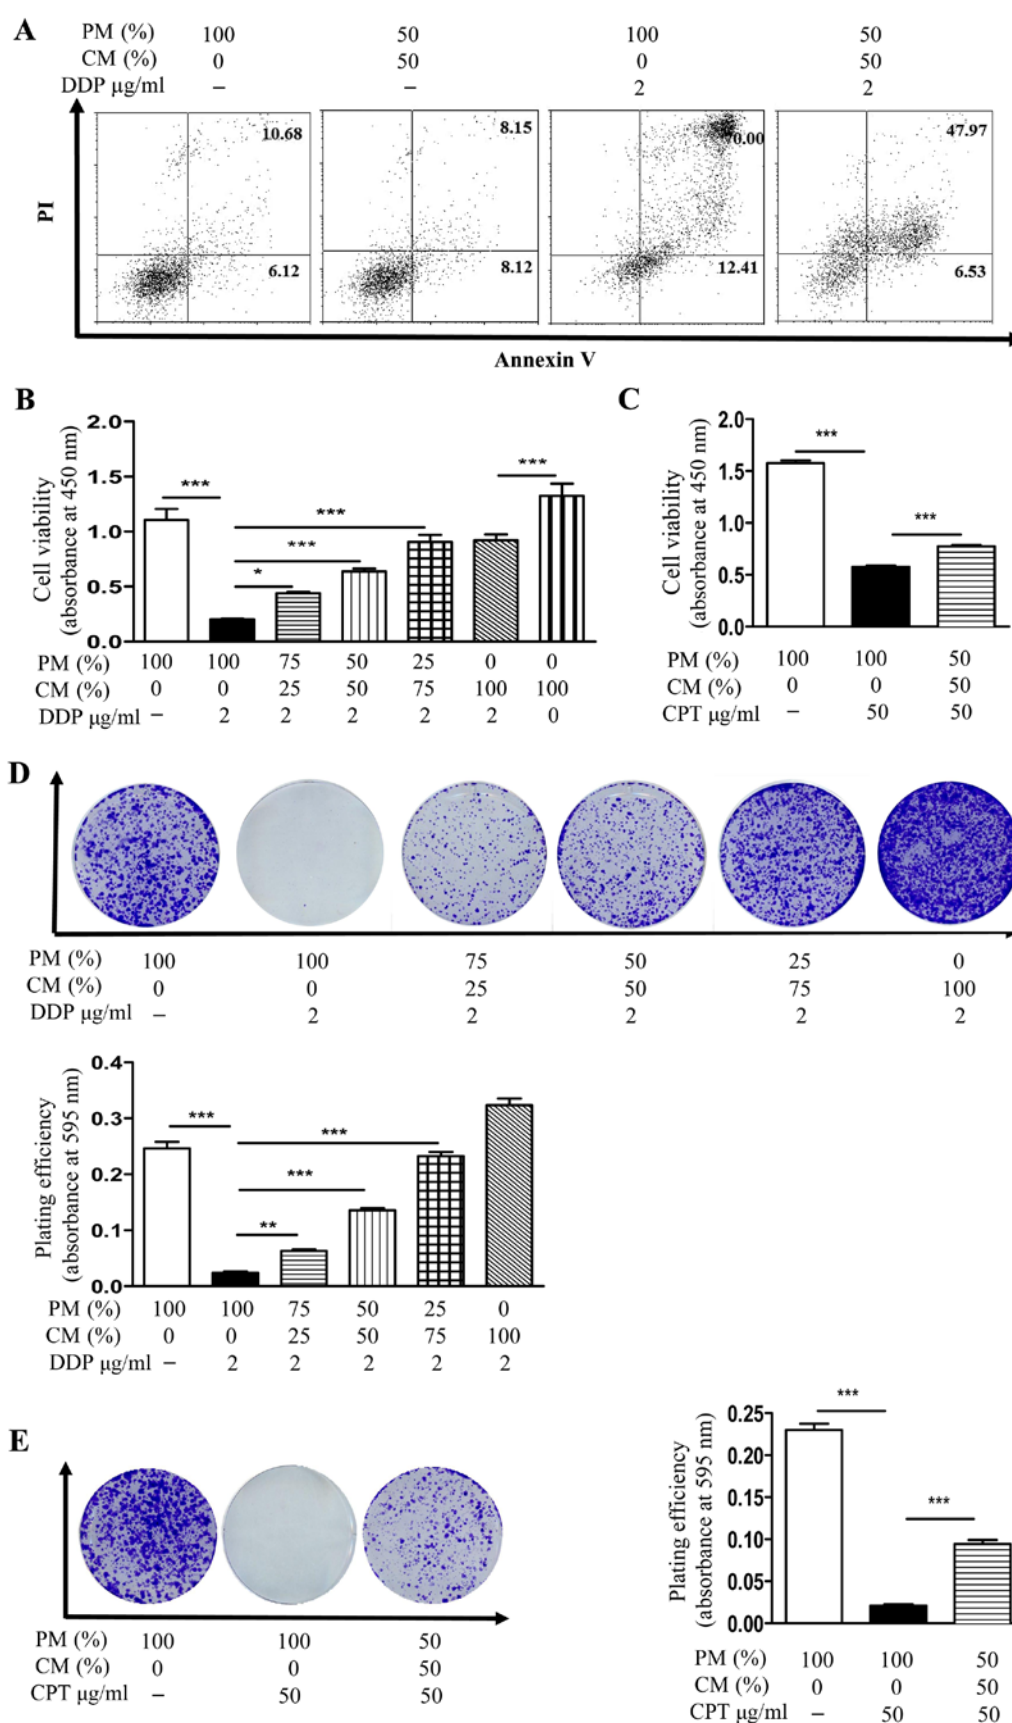 A
PM (%) 100 50 100 50
CM (%) 0 50 0 50
DDP μg/ml – – 2 2
10.68 8.15 70.00 47.97
PI
6.12 8.12 12.41 6.53
Annexin V
B
Cell viability
(absorbance at 450 nm)
2.0
1.5
1.0
0.5
0.0
*** * *** *** ***
PM (%) 100 100 75 50 25 0 0
CM (%) 0 0 25 50 75 100 100
DDP μg/ml – 2 2 2 2 2 0
C
Cell viability
(absorbance at 450 nm)
2.0
1.5
1.0
0.5
0.0
*** ***
PM (%) 100 100 50
CM (%) 0 0 50
CPT μg/ml – 50 50
D
PM (%) 100 100 75 50 25 0
CM (%) 0 0 25 50 75 100
DDP μg/ml – 2 2 2 2 2
Plating efficiency
(absorbance at 595 nm)
0.4
0.3
0.2
0.1
0.0
*** ** *** ***
PM (%) 100 100 75 50 25 0
CM (%) 0 0 25 50 75 100
DDP μg/ml – 2 2 2 2 2
E
PM (%) 100 100 50
CM (%) 0 0 50
CPT μg/ml – 50 50
Plating efficiency
(absorbance at 595 nm)
0.25
0.20
0.15
0.10
0.05
0.00
*** ***
PM (%) 100 100 50
CM (%) 0 0 50
CPT μg/ml – 50 50